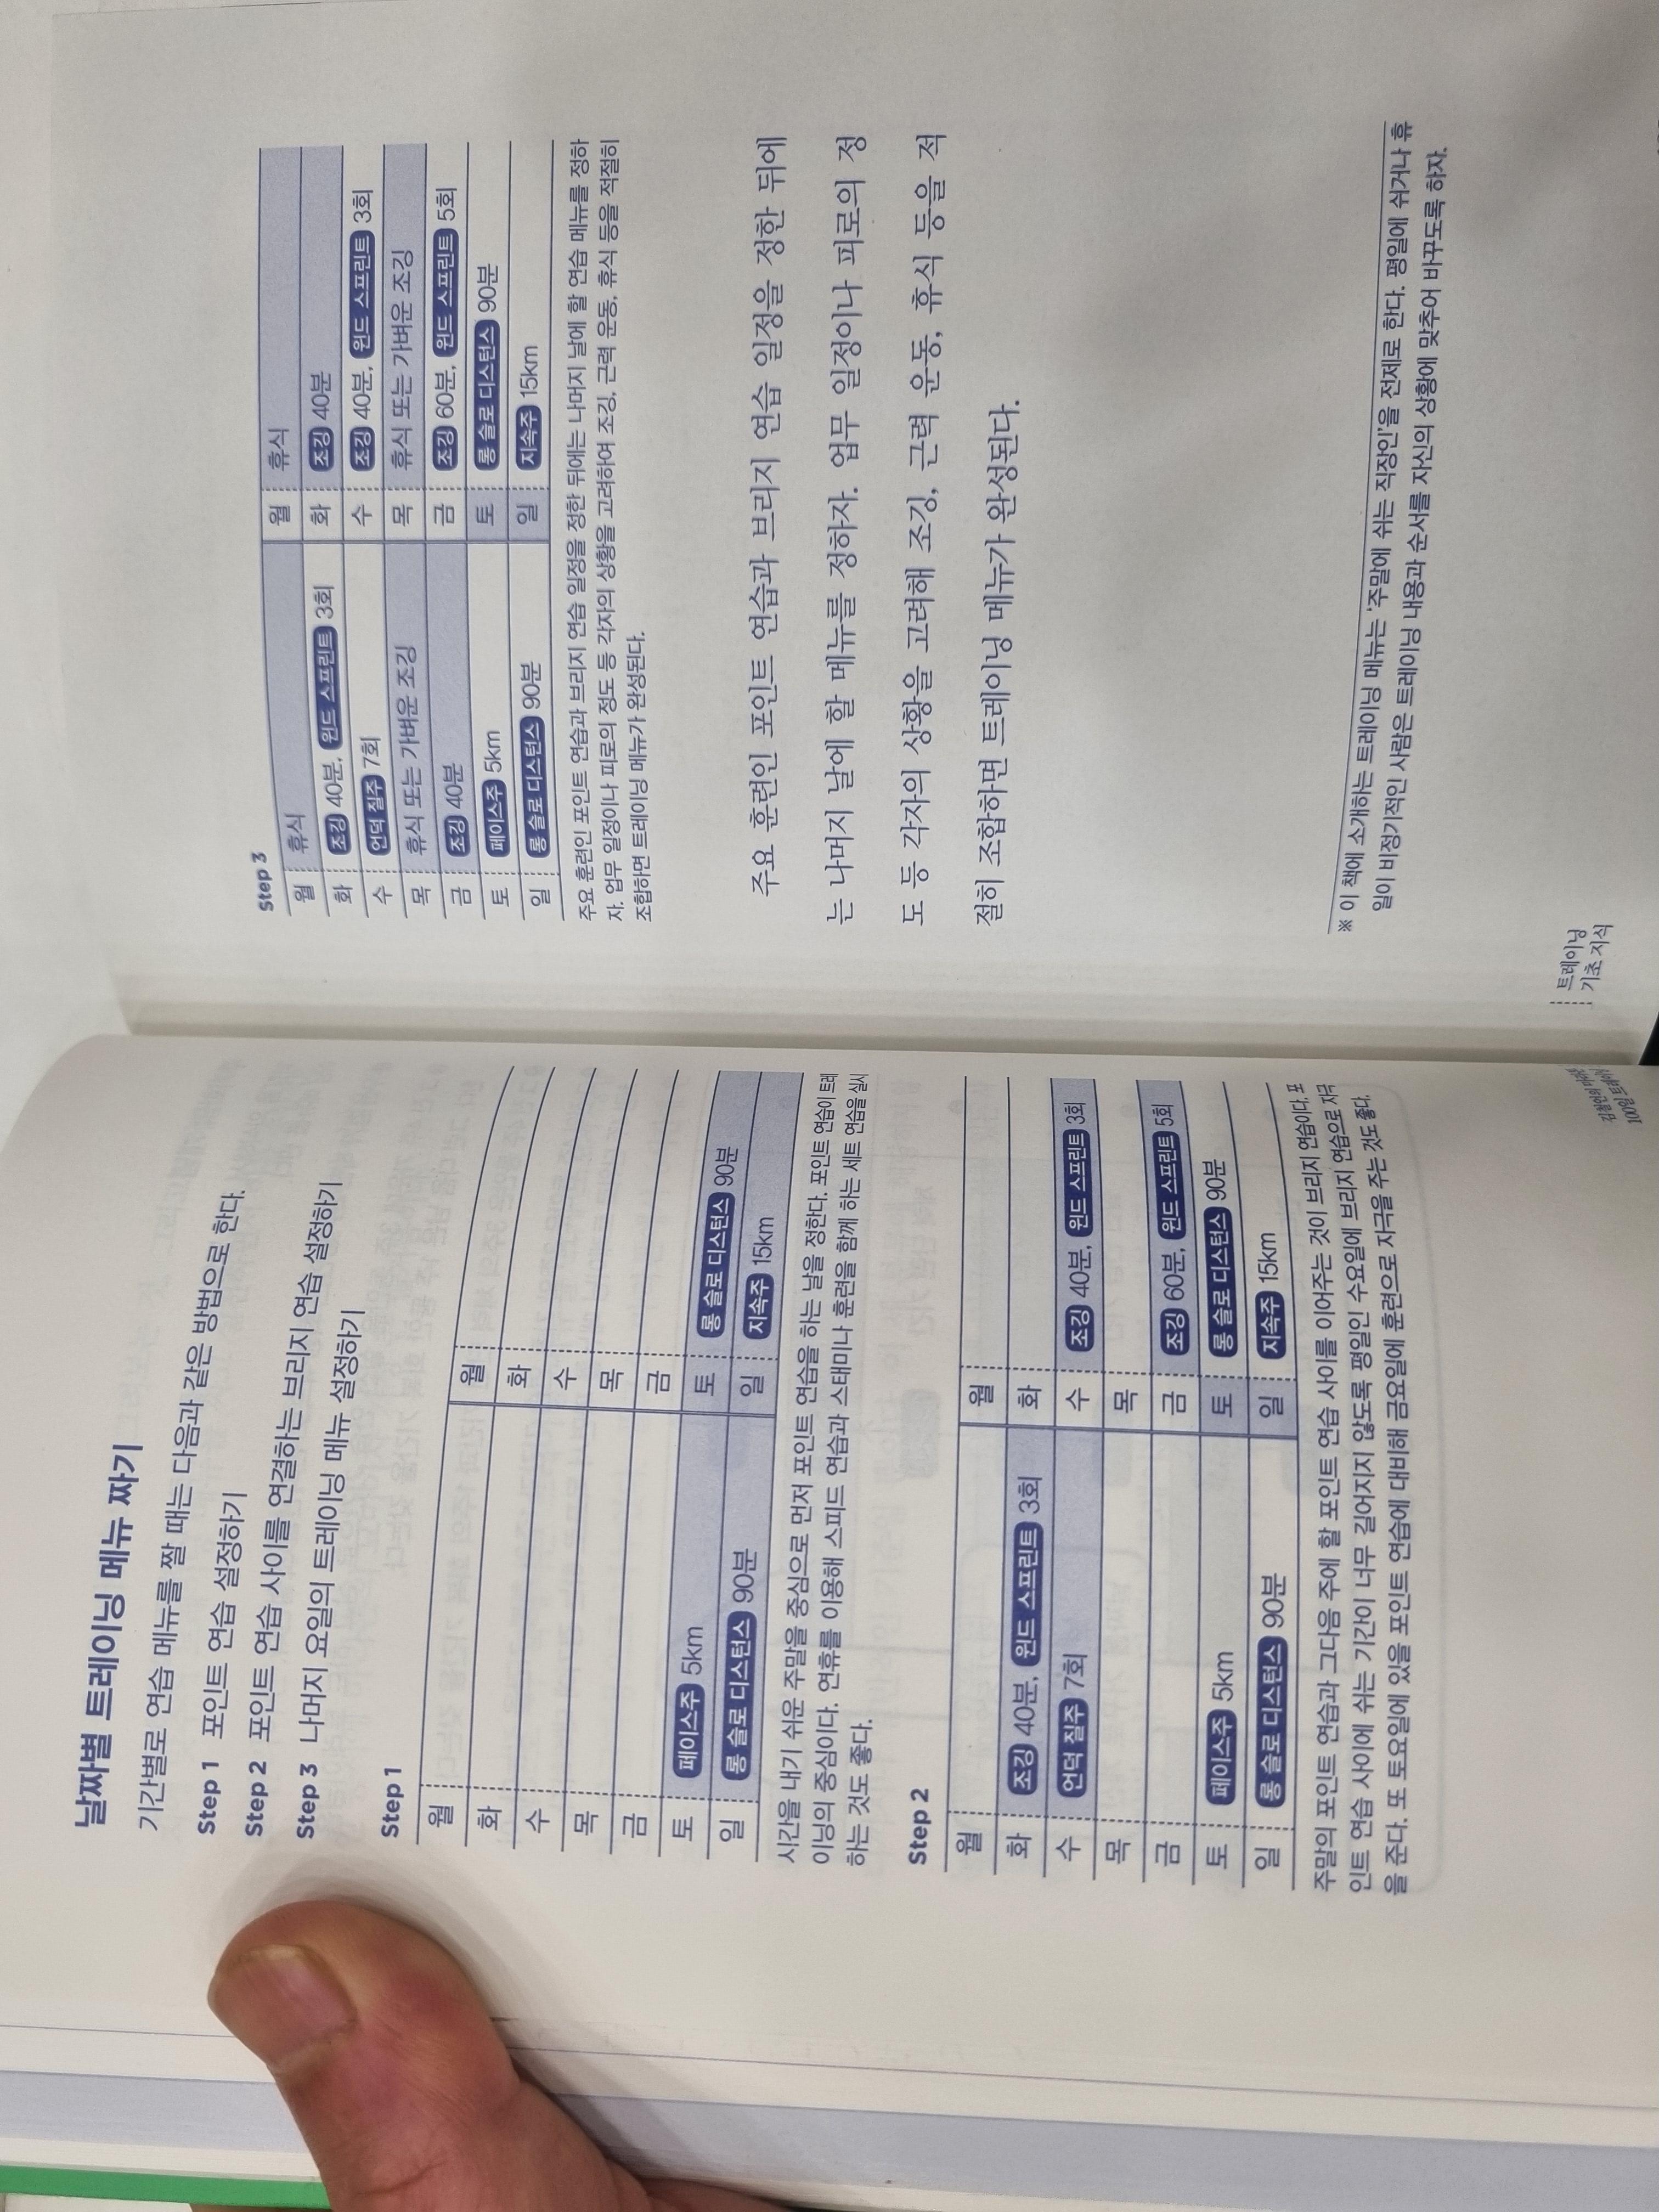 날짜별 트레이닝 메뉴 짜기
기간별로 연습 메뉴를 짤 때는 다음과 같은 방법으로 한다.
Step 1 포인트 연습 설정하기
Step 2 포인트 연습 사이를 연결하는 브리지 연습 설정하기
Step 3 나머지 요일의 트레이닝 메뉴 설정하기
Step 1
월 월
화 화
수 수
목 목
금 금
토 페이스주 5km 토 롱 슬로 디스턴스 90분
일 롱 슬로 디스턴스 90분 일 지속주 15km
시간을 내기 쉬운 주말을 중심으로 먼저 포인트 연습을 하는 날을 정한다. 포인트 연습이 트레
이닝의 중심이다. 연휴를 이용해 스피드 연습과 스태미나 훈련을 함께 하는 세트 연습을 실시
하는 것도 좋다.
Step 2
월 월
화 조깅 40분, 윈드 스프린트 3회 화
수 언덕 질주 7회 수 조깅 40분, 윈드 스프린트 3회
목 목
금 금 조깅 60분, 윈드 스프린트 5회
토 페이스주 5km 토 롱 슬로 디스턴스 90분
일 롱 슬로 디스턴스 90분 일 지속주 15km
주말의 포인트 연습과 그다음 주에 할 포인트 연습 사이를 이어주는 것이 브리지 연습이다. 포
인트 연습 사이에 쉬는 기간이 너무 길어지지 않도록 평일인 수요일에 브리지 연습으로 자극
을 준다. 또 토요일에 있을 포인트 연습에 대비해 금요일에 훈련으로 자극을 주는 것도 좋다.
100일 트레이닝
Step 3
월 휴식 월 휴식
화 조깅 40분, 윈드 스프린트 3회 화 조깅 40분
수 언덕 질주 7회 수 조깅 40분, 윈드 스프린트 3회
목 휴식 또는 가벼운 조깅 목 휴식 또는 가벼운 조깅
금 조깅 40분 금 조깅 60분, 윈드 스프린트 5회
토 페이스주 5km 토 롱 슬로 디스턴스 90분
일 롱 슬로 디스턴스 90분 일 지속주 15km
주요 훈련인 포인트 연습과 브리지 연습 일정을 정한 뒤에는 나머지 날에 할 연습 메뉴를 정하
자. 업무 일정이나 피로의 정도 등 각자의 상황을 고려하여 조깅, 근력 운동, 휴식 등을 적절히
조합하면 트레이닝 메뉴가 완성된다.
주요 훈련인 포인트 연습과 브리지 연습 일정을 정한 뒤에
는 나머지 날에 할 메뉴를 정하자. 업무 일정이나 피로의 정
도 등 각자의 상황을 고려해 조깅, 근력 운동, 휴식 등을 적
절히 조합하면 트레이닝 메뉴가 완성된다.
※ 이 책에 소개하는 트레이닝 메뉴는 '주말에 쉬는 직장인'을 전제로 한다. 평일에 쉬거나 휴
일이 비정기적인 사람은 트레이닝 내용과 순서를 자신의 상황에 맞추어 바꾸도록 하자.
트레이닝
기초 지식